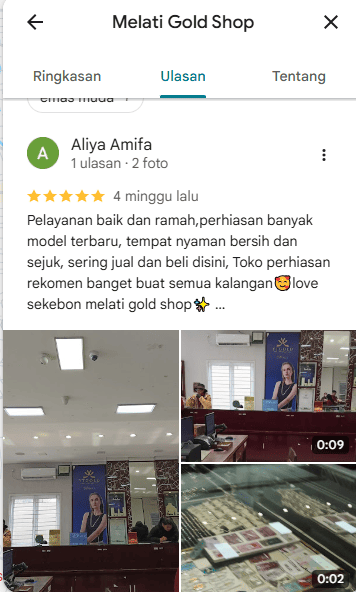 Melati Gold Shop
Ringkasan
Ulasan
Tentang
emas muda
A
Aliya Amifa
1 ulasan · 2 foto
4 minggu lalu
Pelayanan baik dan ramah,perhiasan banyak
model terbaru, tempat nyaman bersih dan
sejuk, sering jual dan beli disini, Toko perhiasan
rekomen banget buat semua kalangan🥰love
sekebon melati gold shop✨ ...
0:09
0:02